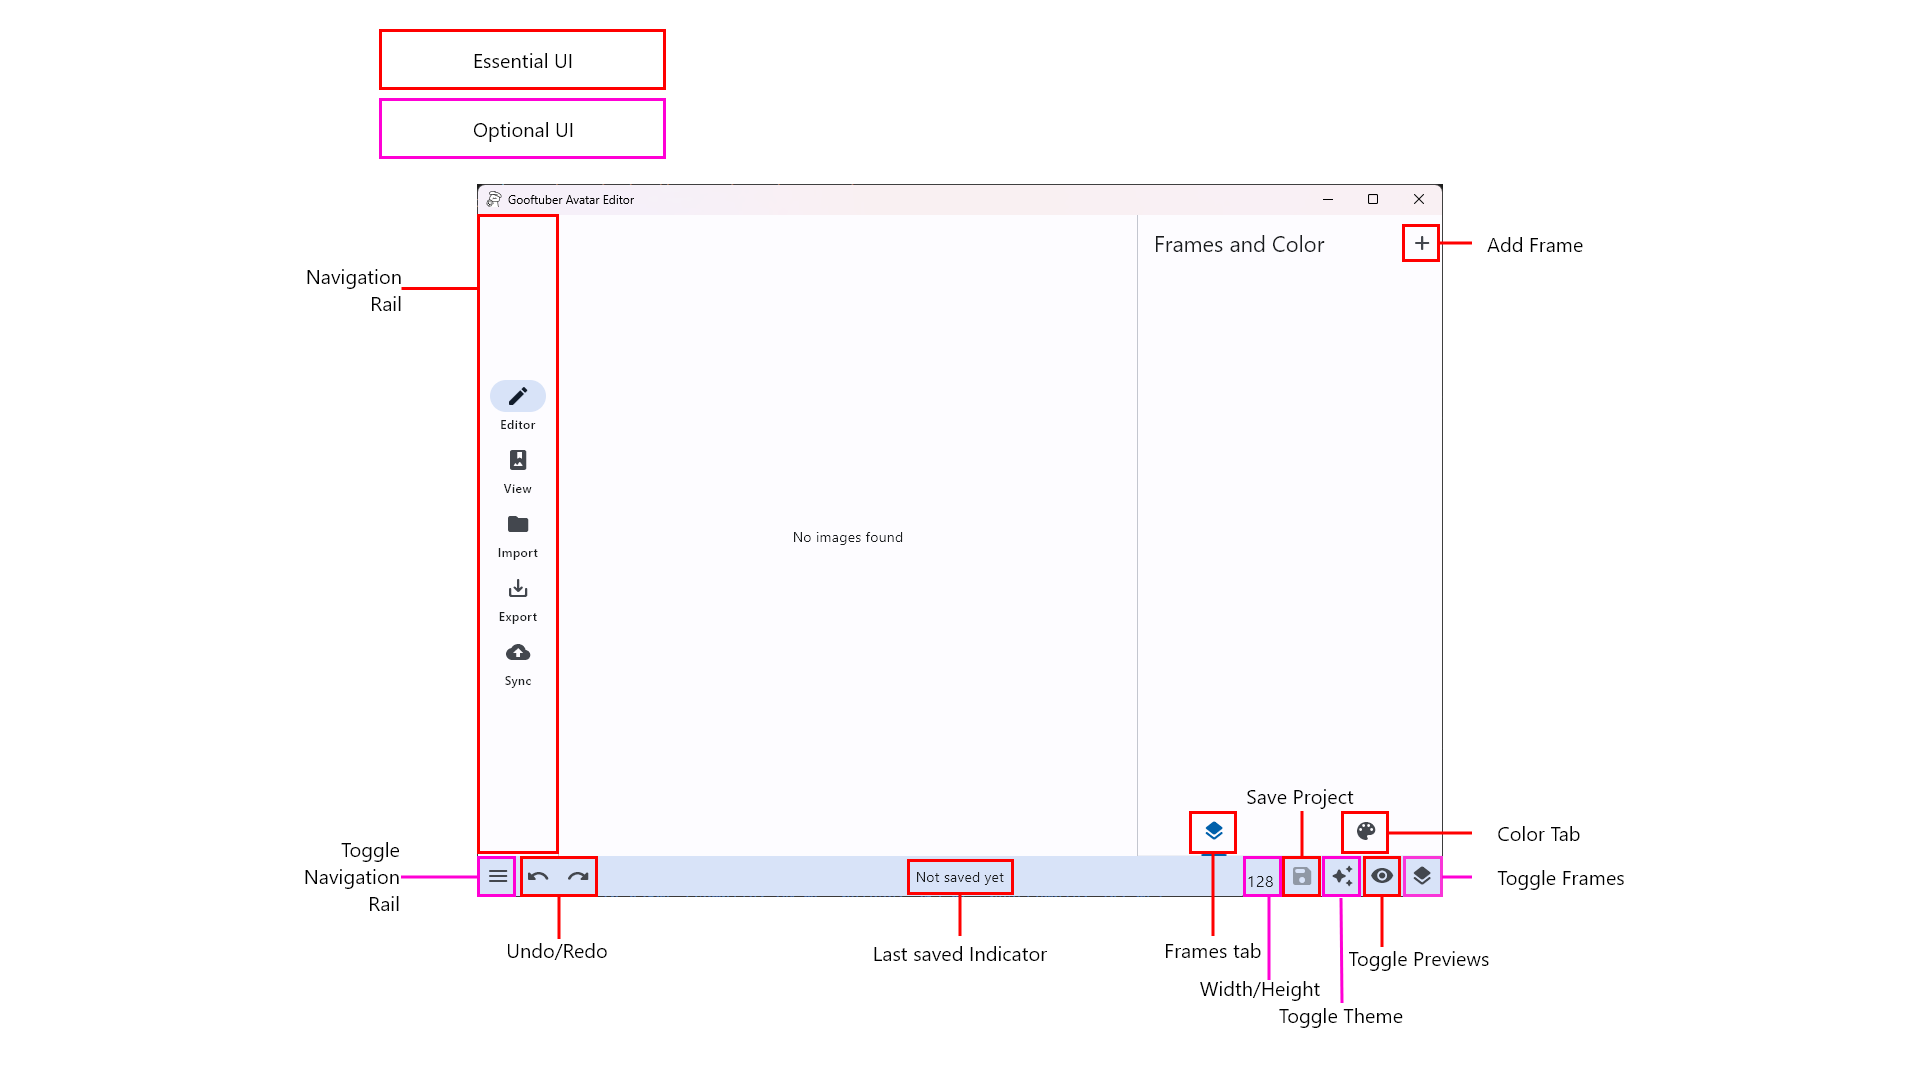 Essential UI
Optional UI
Gooftuber Avatar Editor
Frames and Color
Add Frame
Navigation
Rail
Editor
View
Import
Export
Sync
No images found
Save Project
Color Tab
Toggle
Navigation
Rail
Not saved yet
128
Toggle Frames
Undo/Redo
Last saved Indicator
Frames tab
Toggle Previews
Width/Height
Toggle Theme